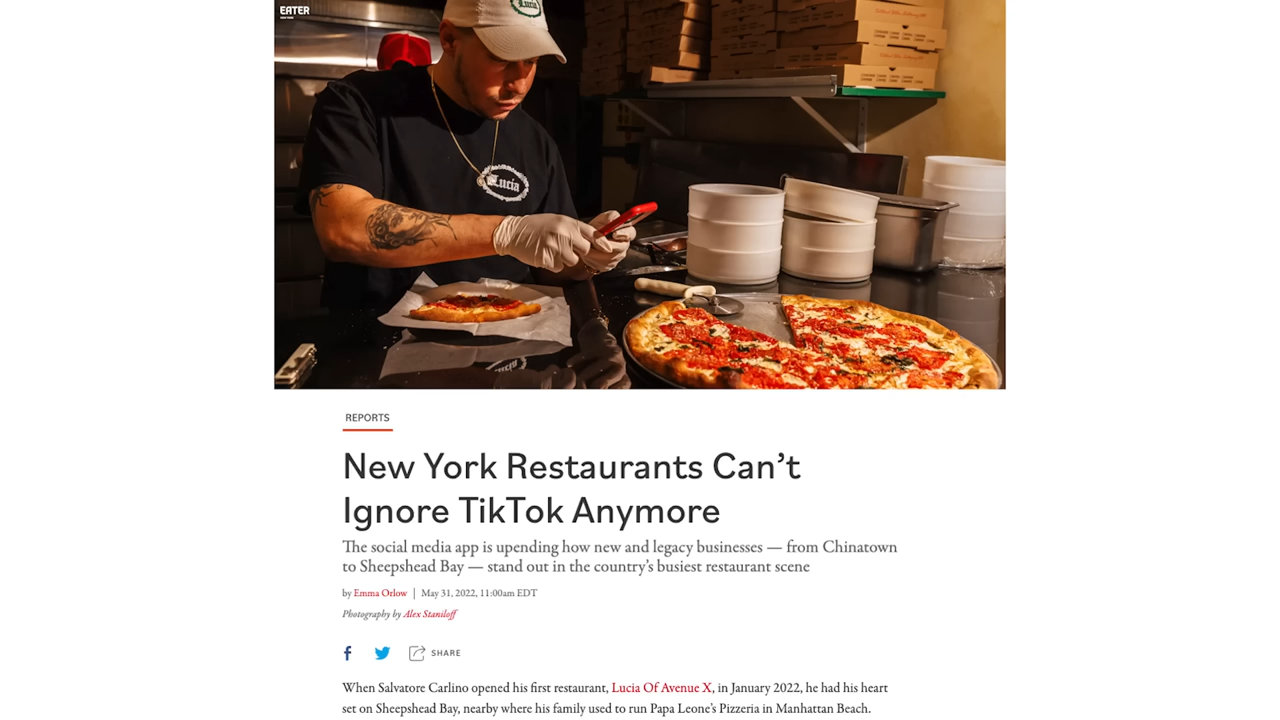 EATER
Lucia
Lucia
REPORTS
New York Restaurants Can’t
Ignore TikTok Anymore
The social media app is upending how new and legacy businesses — from Chinatown
to Sheepshead Bay — stand out in the country’s busiest restaurant scene
by Emma Orlow | May 31, 2022, 11:00am EDT
Photography by Alex Staniloff
SHARE
When Salvatore Carlino opened his first restaurant, Lucia Of Avenue X, in January 2022, he had his heart
set on Sheepshead Bay, nearby where his family used to run Papa Leone’s Pizzeria in Manhattan Beach.